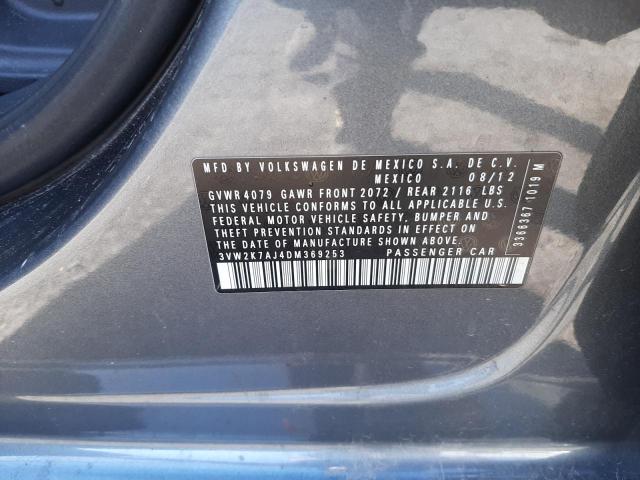 MFD BY VOLKSWAGEN DE MEXICO S.A. DE C.V.
MEXICO 08/12
GVWR 4079 GAWR FRONT 2072 / REAR 2116 LBS
THIS VEHICLE CONFORMS TO ALL APPLICABLE U.S.
FEDERAL MOTOR VEHICLE SAFETY, BUMPER AND
THEFT PREVENTION STANDARDS IN EFFECT ON THE
DATE OF MANUFACTURE SHOWN ABOVE.
3VW2K7AJ4DM369253 PASSENGER CAR
3366367 1019 M